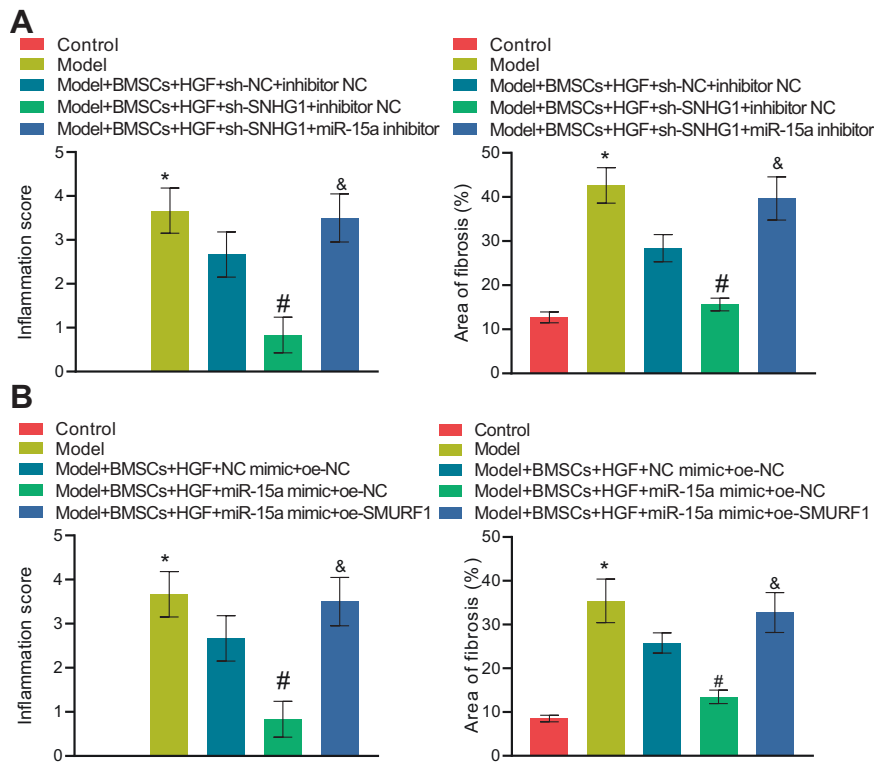 A
Control
Model
Model+BMSCs+HGF+sh-NC+inhibitor NC
Model+BMSCs+HGF+sh-SNHG1+inhibitor NC
Model+BMSCs+HGF+sh-SNHG1+miR-15a inhibitor
Inflammation score
5
4
3
2
1
0
*
#
&
Control
Model
Model+BMSCs+HGF+sh-NC+inhibitor NC
Model+BMSCs+HGF+sh-SNHG1+inhibitor NC
Model+BMSCs+HGF+sh-SNHG1+miR-15a inhibitor
Area of fibrosis (%)
50
40
30
20
10
0
*
#
&
B
Control
Model
Model+BMSCs+HGF+NC mimic+oe-NC
Model+BMSCs+HGF+miR-15a mimic+oe-NC
Model+BMSCs+HGF+miR-15a mimic+oe-SMURF1
Inflammation score
5
4
3
2
1
0
*
#
&
Control
Model
Model+BMSCs+HGF+NC mimic+oe-NC
Model+BMSCs+HGF+miR-15a mimic+oe-NC
Model+BMSCs+HGF+miR-15a mimic+oe-SMURF1
Area of fibrosis (%)
50
40
30
20
10
0
*
#
&